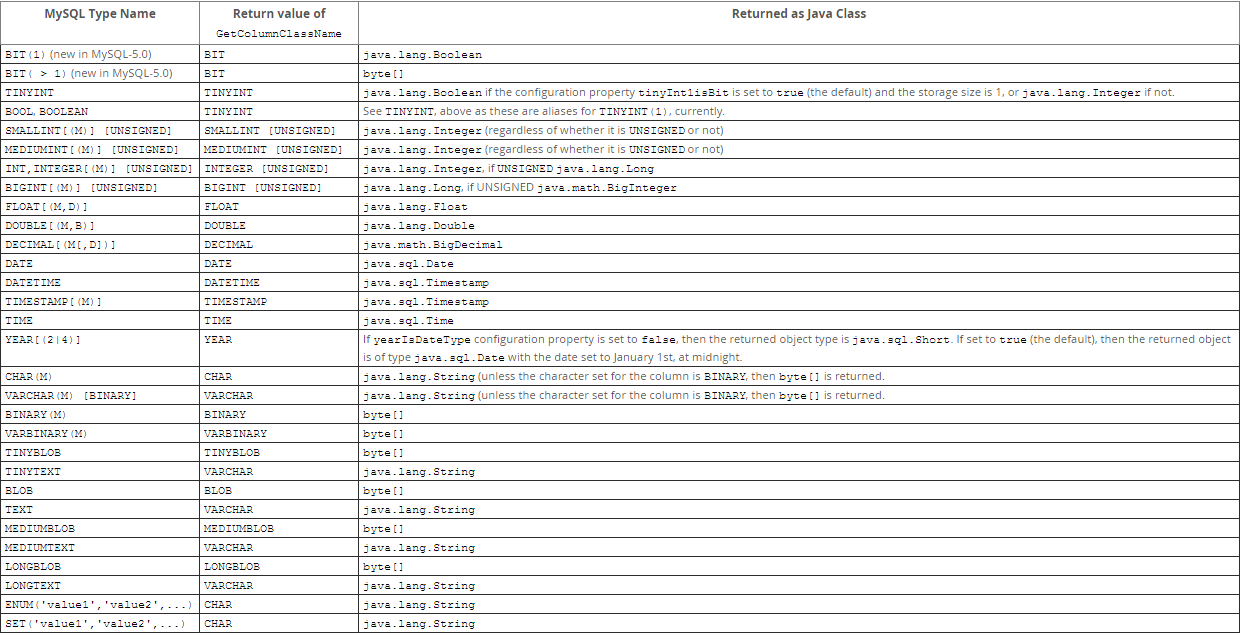 MySQL Type Name Return value of GetColumnClassName Returned as Java Class
BIT(1) (new in MySQL-5.0) BIT java.lang.Boolean
BIT( > 1) (new in MySQL-5.0) BIT byte[]
TINYINT TINYINT java.lang.Boolean if the configuration property tinyInt1isBit is set to true (the default) and the storage size is 1, or java.lang.Integer if not.
BOOL, BOOLEAN TINYINT See TINYINT, above as these are aliases for TINYINT(1), currently.
SMALLINT[(M)] [UNSIGNED] SMALLINT [UNSIGNED] java.lang.Integer (regardless of whether it is UNSIGNED or not)
MEDIUMINT[(M)] [UNSIGNED] MEDIUMINT [UNSIGNED] java.lang.Integer (regardless of whether it is UNSIGNED or not)
INT,INTEGER[(M)] [UNSIGNED] INTEGER [UNSIGNED] java.lang.Integer, if UNSIGNED java.lang.Long
BIGINT[(M)] [UNSIGNED] BIGINT [UNSIGNED] java.lang.Long, if UNSIGNED java.math.BigInteger
FLOAT[(M,D)] FLOAT java.lang.Float
DOUBLE[(M,B)] DOUBLE java.lang.Double
DECIMAL[(M[,D])] DECIMAL java.math.BigDecimal
DATE DATE java.sql.Date
DATETIME DATETIME java.sql.Timestamp
TIMESTAMP[(M)] TIMESTAMP java.sql.Timestamp
TIME TIME java.sql.Time
YEAR[(2|4)] YEAR If yearIsDateType configuration property is set to false, then the returned object type is java.sql.Short. If set to true (the default), then the returned object
is of type java.sql.Date with the date set to January 1st, at midnight.
CHAR(M) CHAR java.lang.String (unless the character set for the column is BINARY, then byte[] is returned.
VARCHAR(M) [BINARY] VARCHAR java.lang.String (unless the character set for the column is BINARY, then byte[] is returned.
BINARY(M) BINARY byte[]
VARBINARY(M) VARBINARY byte[]
TINYBLOB TINYBLOB byte[]
TINYTEXT VARCHAR java.lang.String
BLOB BLOB byte[]
TEXT VARCHAR java.lang.String
MEDIUMBLOB MEDIUMBLOB byte[]
MEDIUMTEXT VARCHAR java.lang.String
LONGBLOB LONGBLOB byte[]
LONGTEXT VARCHAR java.lang.String
ENUM('value1','value2',...) CHAR java.lang.String
SET('value1','value2',...) CHAR java.lang.String